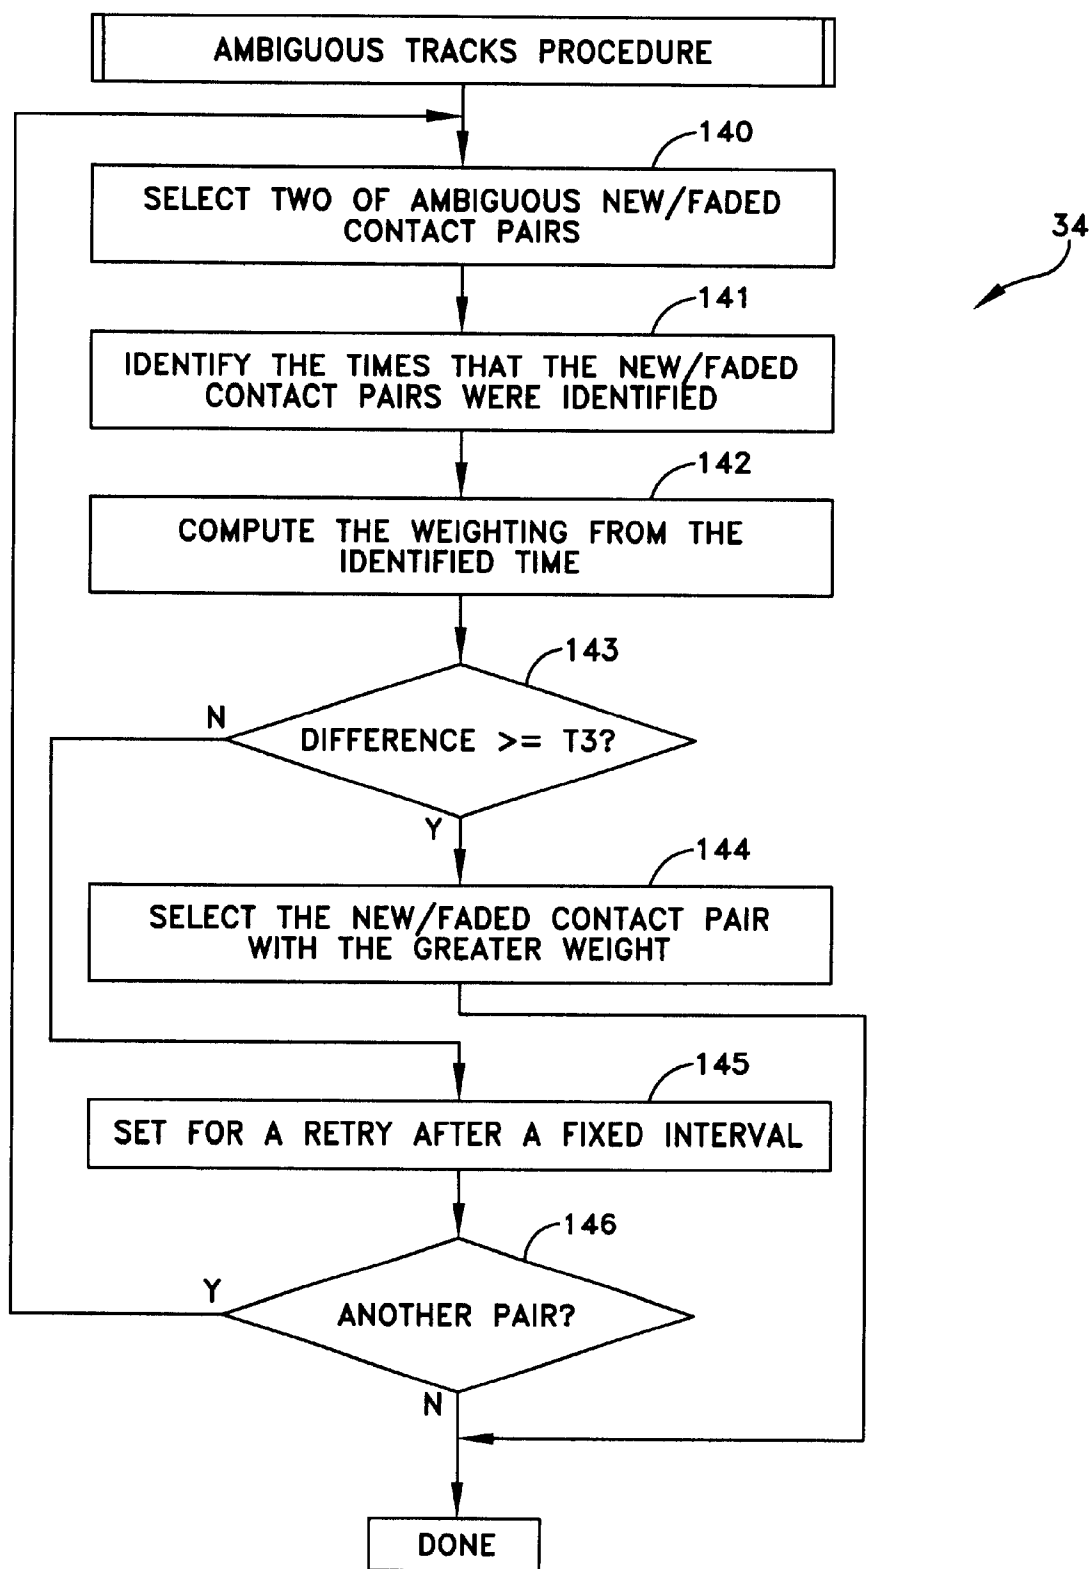 AMBIGUOUS TRACKS PROCEDURE
140
SELECT TWO OF AMBIGUOUS NEW/FADED
CONTACT PAIRS
34
141
IDENTIFY THE TIMES THAT THE NEW/FADED
CONTACT PAIRS WERE IDENTIFIED
142
COMPUTE THE WEIGHTING FROM THE
IDENTIFIED TIME
143
N
DIFFERENCE >= T3?
Y
144
SELECT THE NEW/FADED CONTACT PAIR
WITH THE GREATER WEIGHT
145
SET FOR A RETRY AFTER A FIXED INTERVAL
146
Y
ANOTHER PAIR?
N
DONE